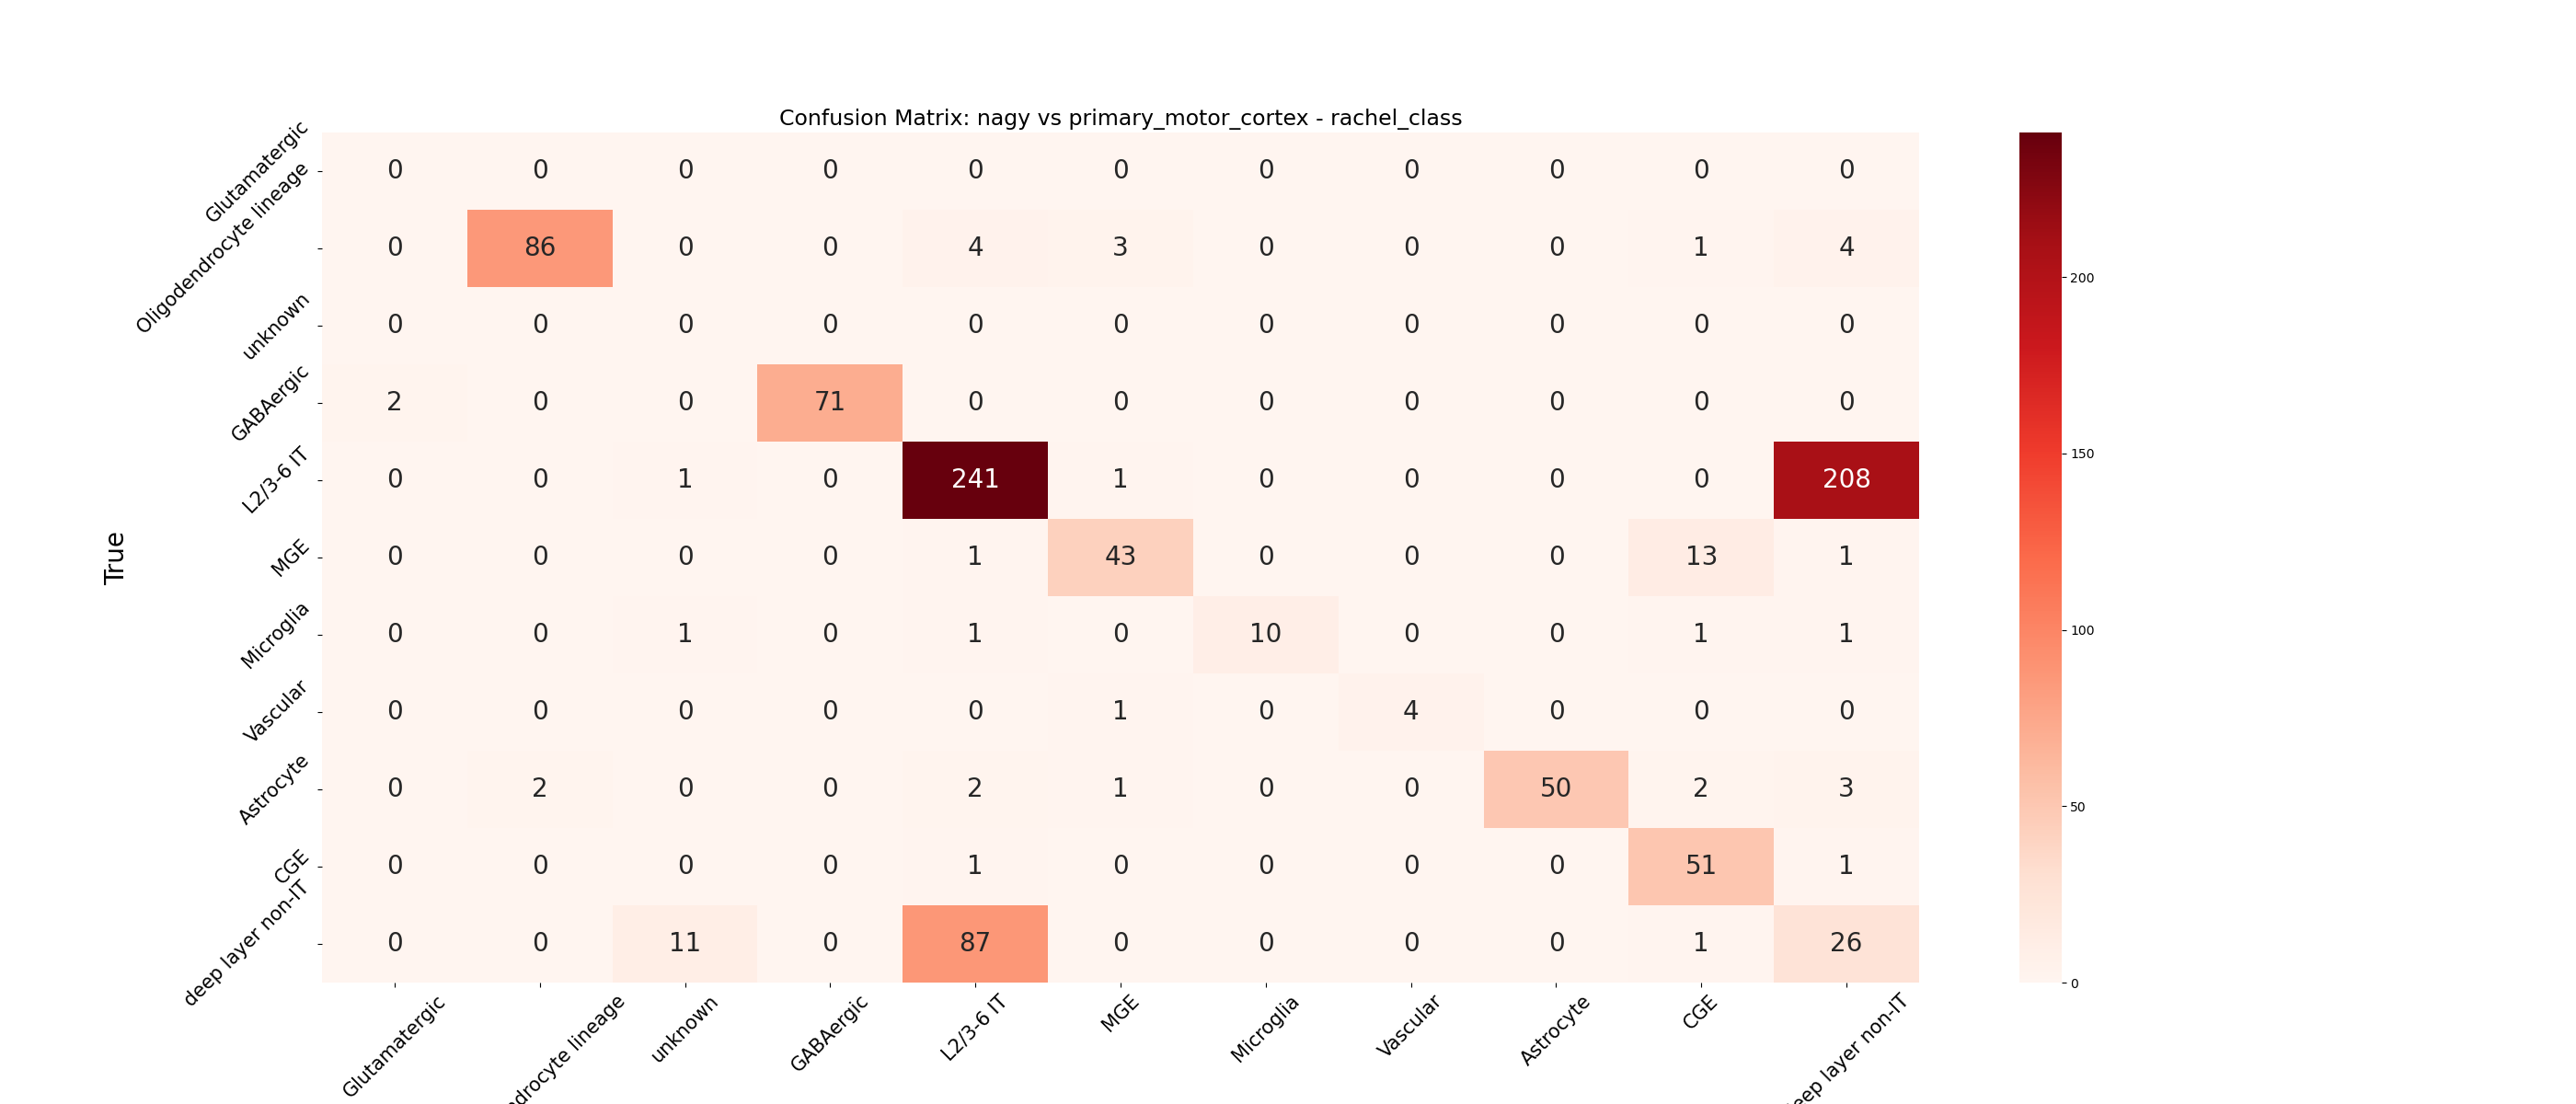 Confusion Matrix: nagy vs primary_motor_cortex - rachel_class
True
Glutamatergic 0 0 0 0 0 0 0 0 0 0 0
Oligodendrocyte lineage 0 86 0 0 4 3 0 0 0 1 4
unknown 0 0 0 0 0 0 0 0 0 0 0
GABAergic 2 0 0 71 0 0 0 0 0 0 0
L2/3-6 IT 0 0 1 0 241 1 0 0 0 0 208
MGE 0 0 0 0 1 43 0 0 0 13 1
Microglia 0 0 1 0 1 0 10 0 0 1 1
Vascular 0 0 0 0 0 1 0 4 0 0 0
Astrocyte 0 2 0 0 2 1 0 0 50 2 3
CGE 0 0 0 0 1 0 0 0 0 51 1
deep layer non-IT 0 0 11 0 87 0 0 0 0 1 26
Glutamatergic
ndrocyte lineage
unknown
GABAergic
L2/3-6 IT
MGE
Microglia
Vascular
Astrocyte
CGE
eep layer non-IT
200
150
100
50
0